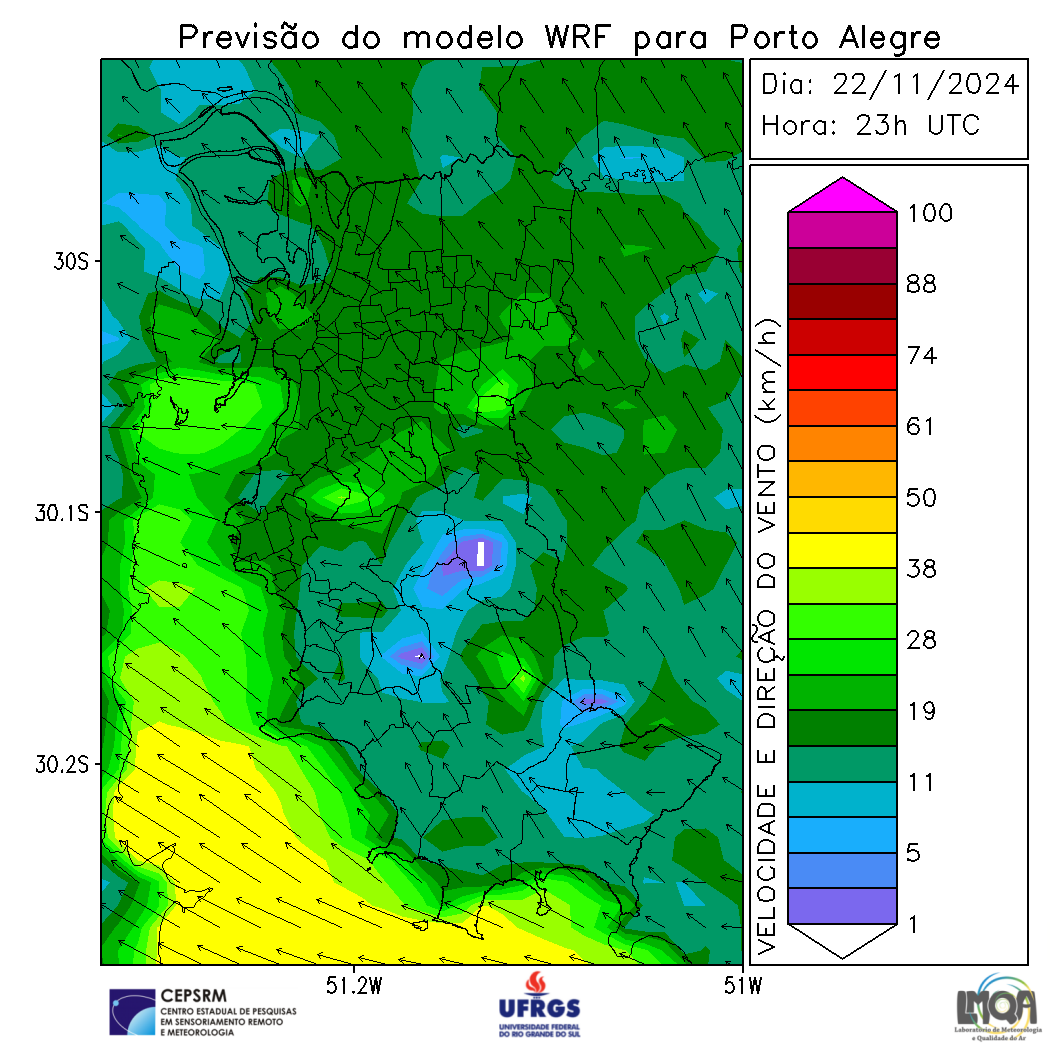 Previsão do modelo WRF para Porto Alegre
Dia: 22/11/2024
Hora: 23h UTC
30S
30.1S
30.2S
51.2W
51W
VELOCIDADE E DIREÇÃO DO VENTO (km/h)
100
88
74
61
50
38
28
19
11
5
1
CEPSRM
CENTRO ESTADUAL DE PESQUISAS
EM SENSORIAMENTO REMOTO
E METEOROLOGIA
UFRGS
UNIVERSIDADE FEDERAL
DO RIO GRANDE DO SUL
LMQA
Laboratório de Meteorologia
e Qualidade do Ar